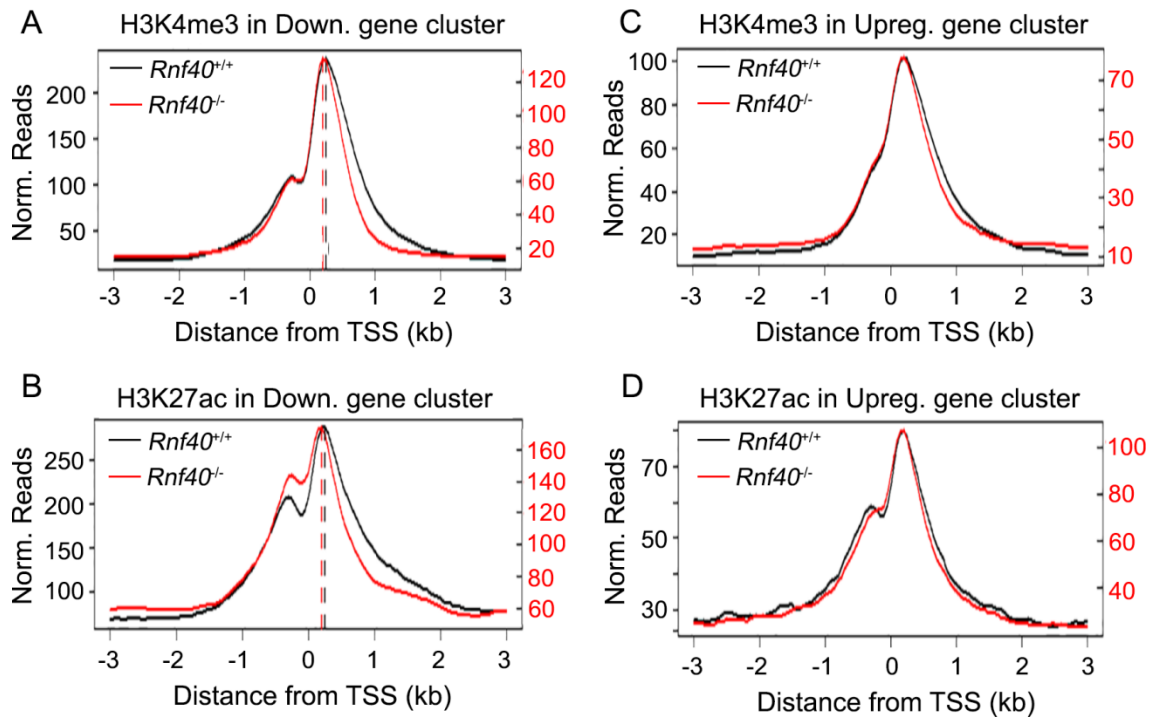 A
H3K4me3 in Down. gene cluster
Rnf40+/+
Rnf40-/-
Norm. Reads
200
150
100
50
120
100
80
60
40
20
-3 -2 -1 0 1 2 3
Distance from TSS (kb)
C
H3K4me3 in Upreg. gene cluster
Rnf40+/+
Rnf40-/-
Norm. Reads
100
80
60
40
20
70
50
30
10
-3 -2 -1 0 1 2 3
Distance from TSS (kb)
B
H3K27ac in Down. gene cluster
Rnf40+/+
Rnf40-/-
Norm. Reads
250
200
150
100
160
140
120
100
80
60
-3 -2 -1 0 1 2 3
Distance from TSS (kb)
D
H3K27ac in Upreg. gene cluster
Rnf40+/+
Rnf40-/-
Norm. Reads
70
50
30
100
80
60
40
-3 -2 -1 0 1 2 3
Distance from TSS (kb)